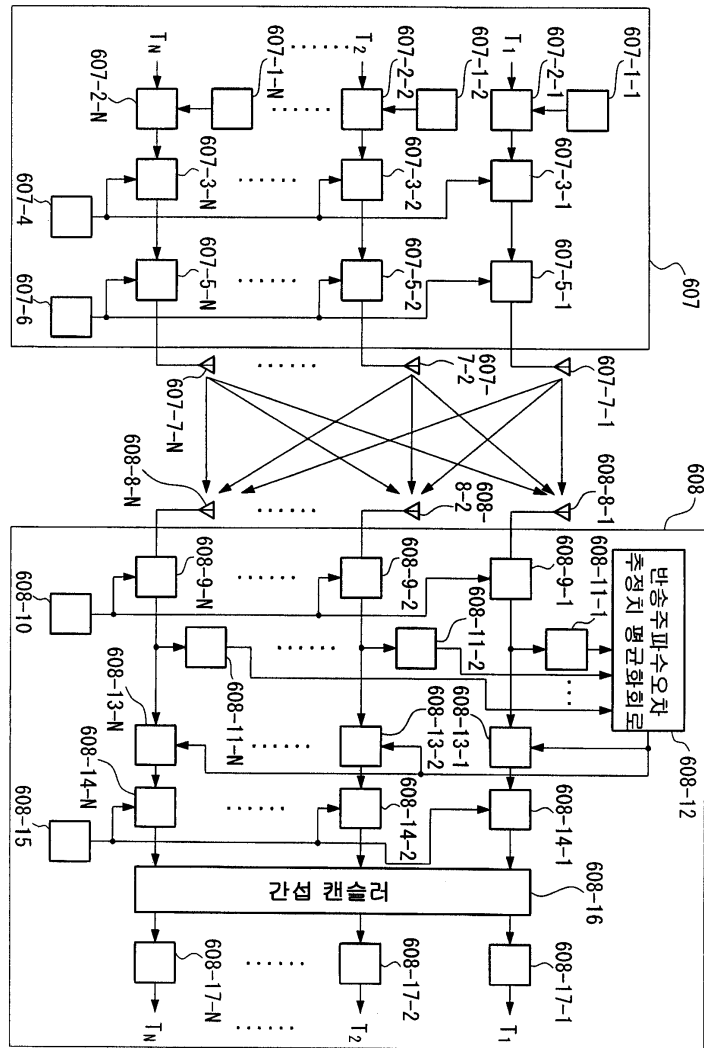 607
608
반송주파수오차
추정치 평균화회로
608-12
607-1-1
607-2-1
T1
607-3-1
607-5-1
607-7-1
608-8-1
608-9-1
608-11-1
...
608-13-1
608-14-1
608-16
간섭 캔슬러
608-17-1
T1
607-1-2
607-2-2
T2
607-3-2
607-5-2
607-
7-2
608-
8-2
608-9-2
608-11-2
608-13-2
608-14-2
608-17-2
T2
......
......
......
......
......
......
......
......
......
......
......
......
607-1-N
607-2-N
TN
607-3-N
607-5-N
607-7-N
608-8-N
608-9-N
608-11-N
608-13-N
608-14-N
608-17-N
TN
607-4
607-6
608-10
608-15